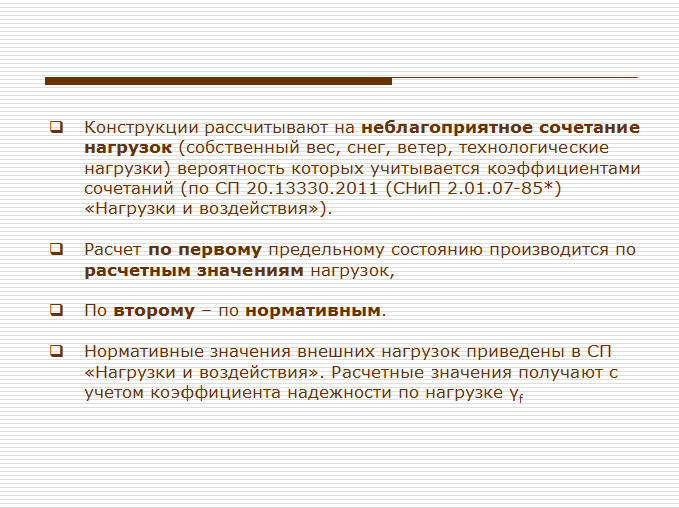 Конструкции рассчитывают на неблагоприятное сочетание
нагрузок (собственный вес, снег, ветер, технологические
нагрузки) вероятность которых учитывается коэффициентами
сочетаний (по СП 20.13330.2011 (СНиП 2.01.07-85*)
«Нагрузки и воздействия»).
Расчет по первому предельному состоянию производится по
расчетным значениям нагрузок,
По второму – по нормативным.
Нормативные значения внешних нагрузок приведены в СП
«Нагрузки и воздействия». Расчетные значения получают с
учетом коэффициента надежности по нагрузке γf